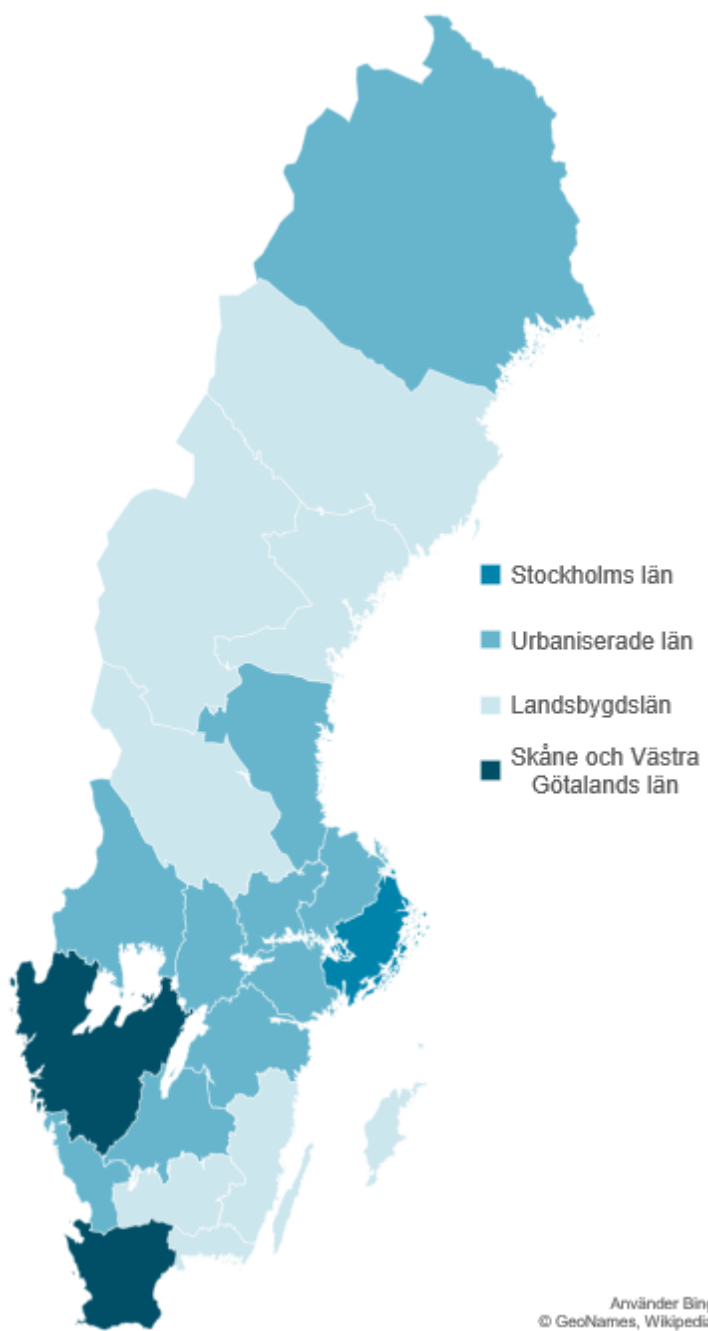 Stockholms län
Urbaniserade län
Landsbygdslän
Skåne och Västra
Götalands län
Använder Bing
© GeoNames, Wikipedia